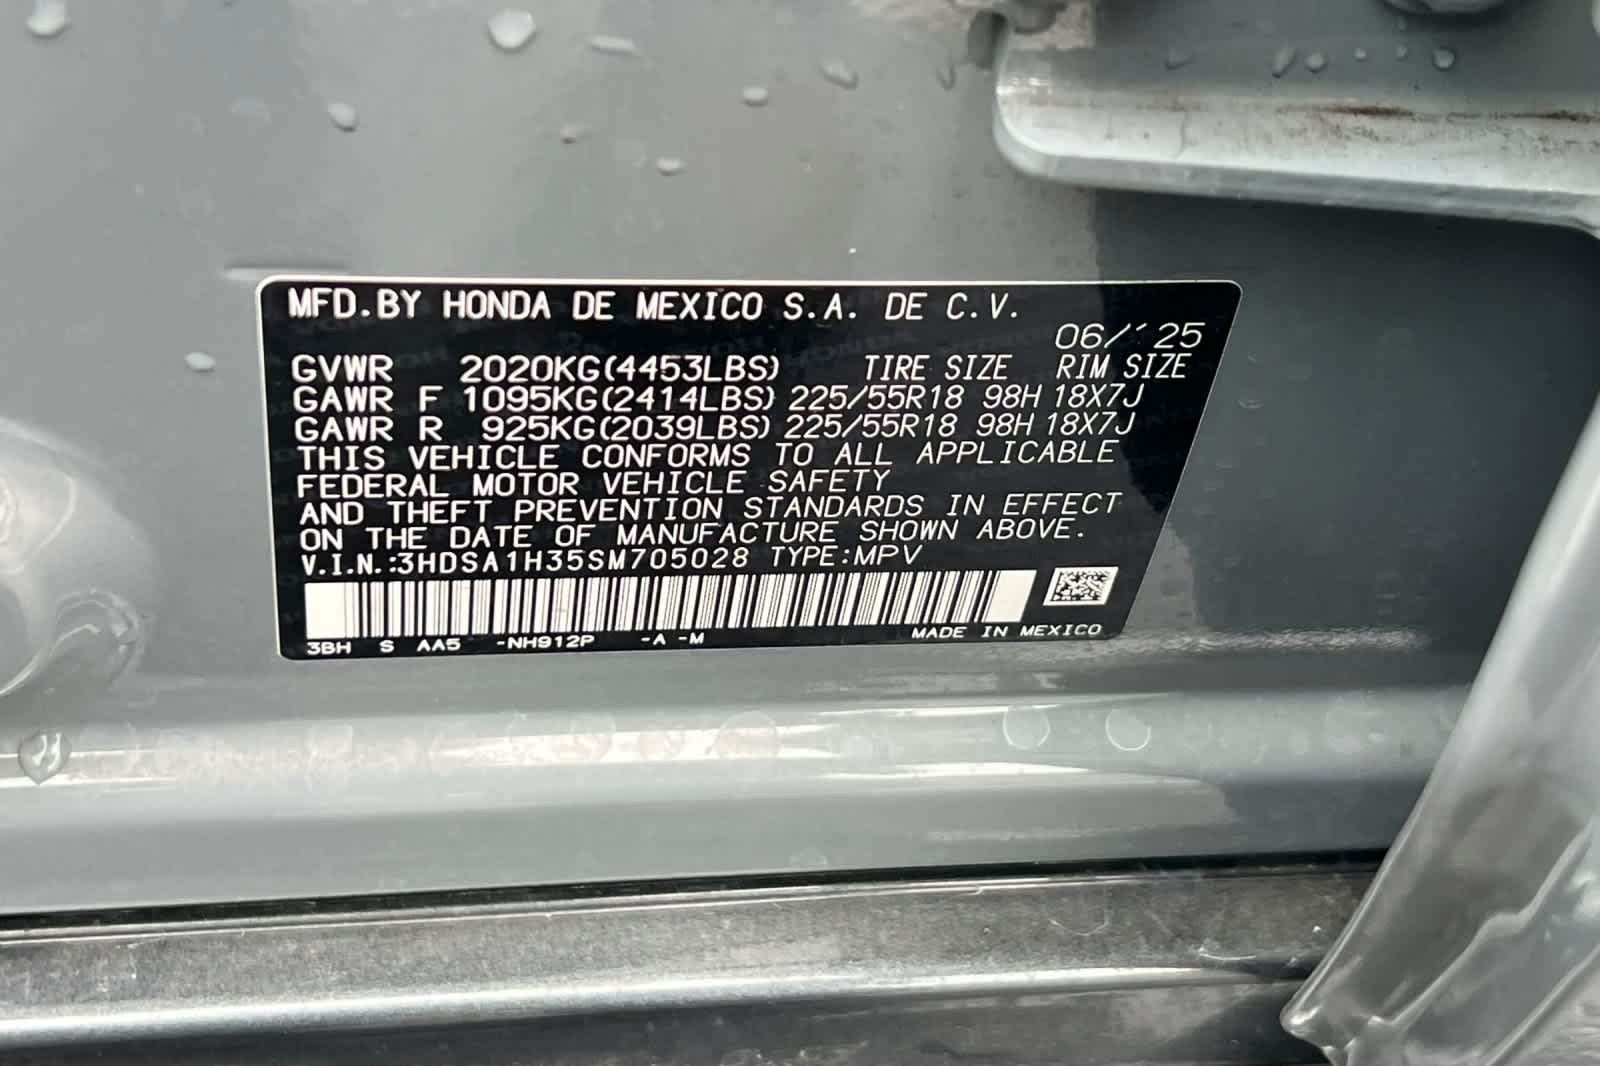 MFD.BY HONDA DE MEXICO S.A. DE C.V.
06/ 25
GVWR 2020KG(4453LBS) TIRE SIZE RIM SIZE
GAWR F 1095KG(2414LBS) 225/55R18 98H 18X7J
GAWR R 925KG(2039LBS) 225/55R18 98H 18X7J
THIS VEHICLE CONFORMS TO ALL APPLICABLE
FEDERAL MOTOR VEHICLE SAFETY
AND THEFT PREVENTION STANDARDS IN EFFECT
ON THE DATE OF MANUFACTURE SHOWN ABOVE.
V.I.N.:3HDSA1H35SM705028 TYPE:MPV
3BH S AA5 -NH912P -A -M MADE IN MEXICO